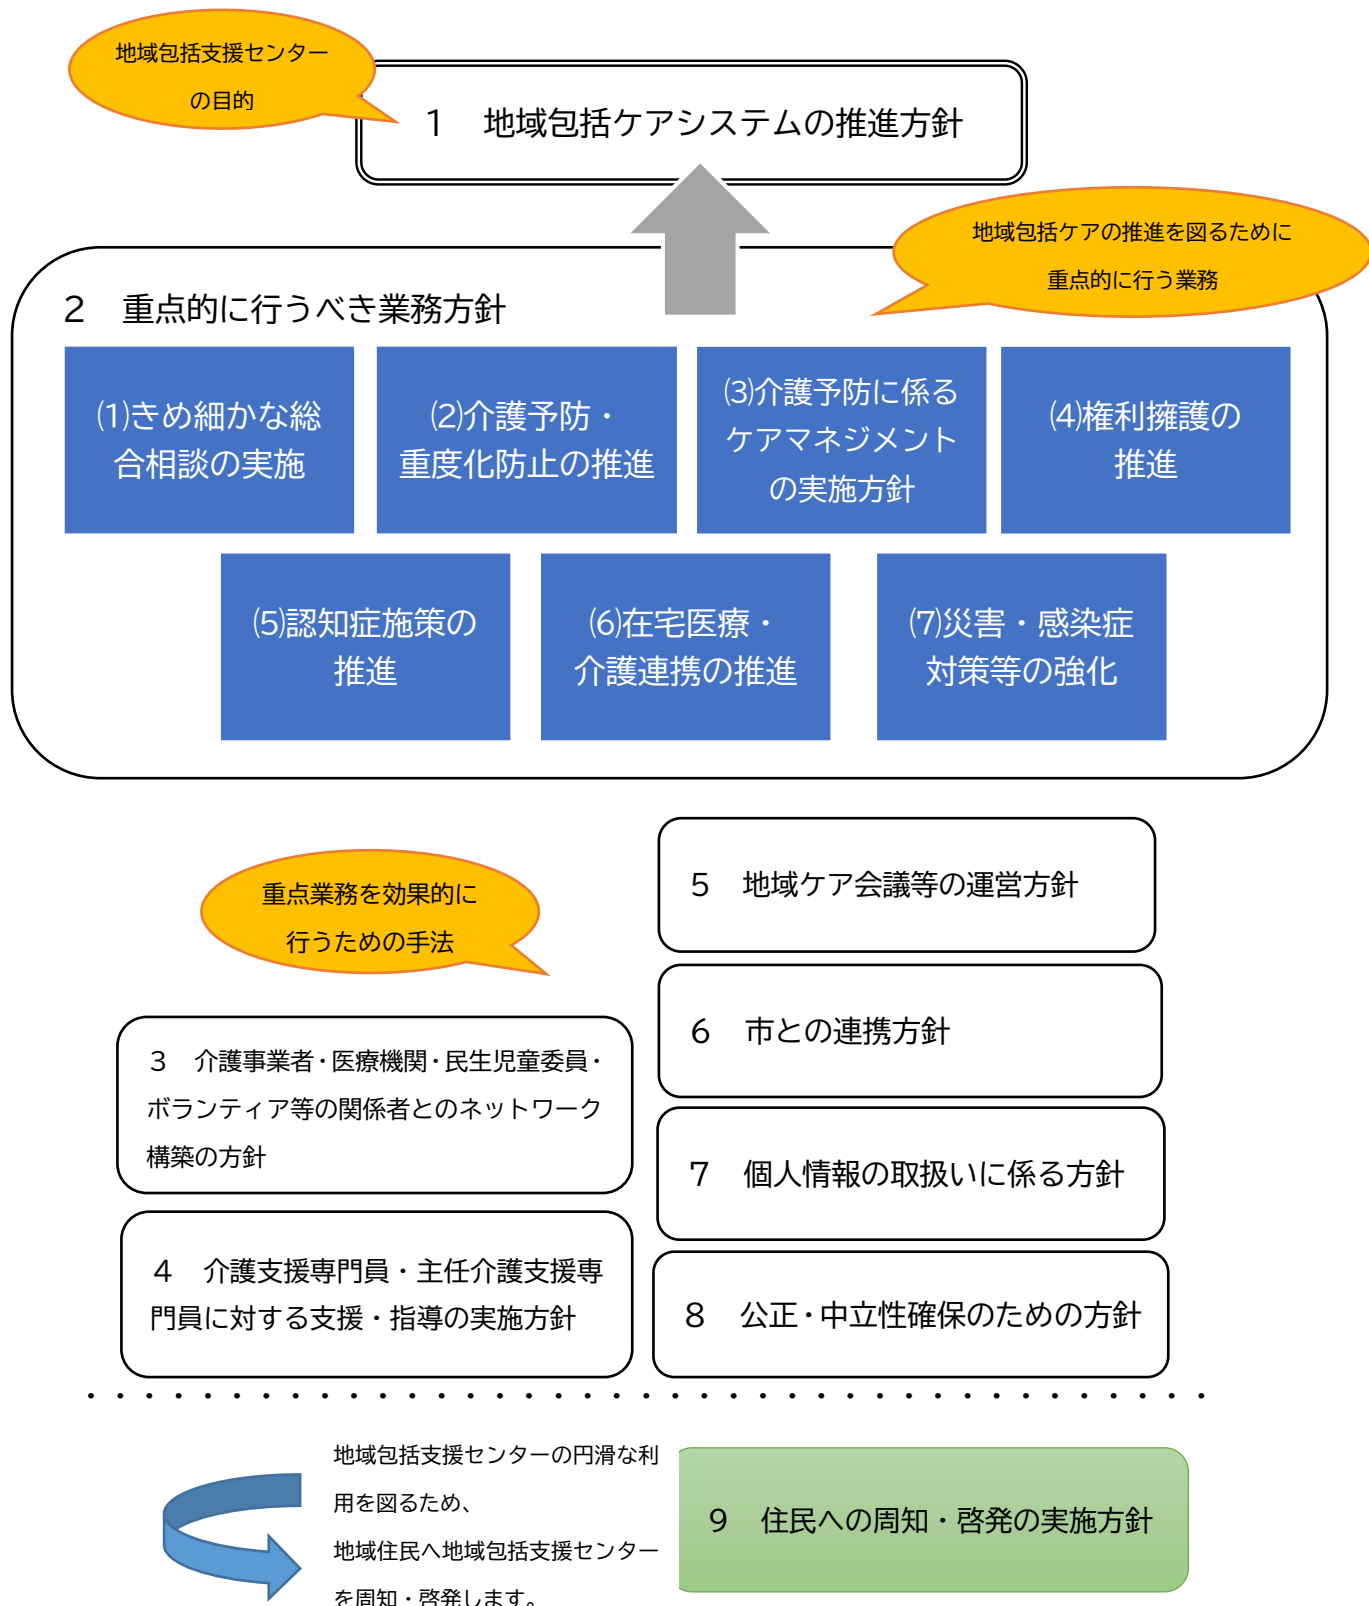 地域包括支援センター
の目的
１　地域包括ケアシステムの推進方針
地域包括ケアの推進を図るために
重点的に行う業務
２　重点的に行うべき業務方針
⑴きめ細かな総
合相談の実施
⑵介護予防・
重度化防止の推進
⑶介護予防に係る
ケアマネジメント
の実施方針
⑷権利擁護の
推進
⑸認知症施策の
推進
⑹在宅医療・
介護連携の推進
⑺災害・感染症
対策等の強化
重点業務を効果的に
行うための手法
３　介護事業者・医療機関・民生児童委員・
ボランティア等の関係者とのネットワーク
構築の方針
４　介護支援専門員・主任介護支援専
門員に対する支援・指導の実施方針
５　地域ケア会議等の運営方針
６　市との連携方針
７　個人情報の取扱いに係る方針
８　公正・中立性確保のための方針
地域包括支援センターの円滑な利
用を図るため、
地域住民へ地域包括支援センター
を周知・啓発します。
９　住民への周知・啓発の実施方針